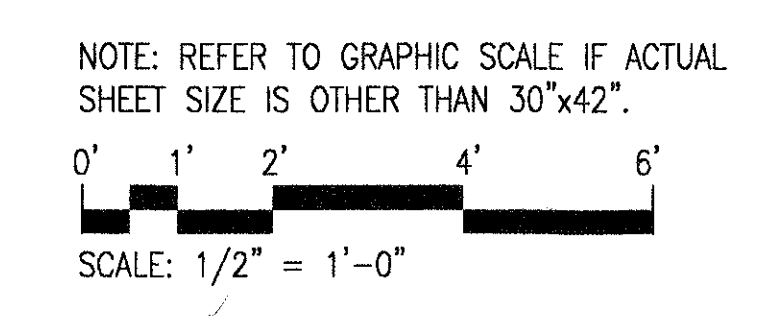 NOTE: REFER TO GRAPHIC SCALE IF ACTUAL
SHEET SIZE IS OTHER THAN 30"x42".
0' 1' 2' 4' 6'
SCALE: 1/2" = 1'-0"